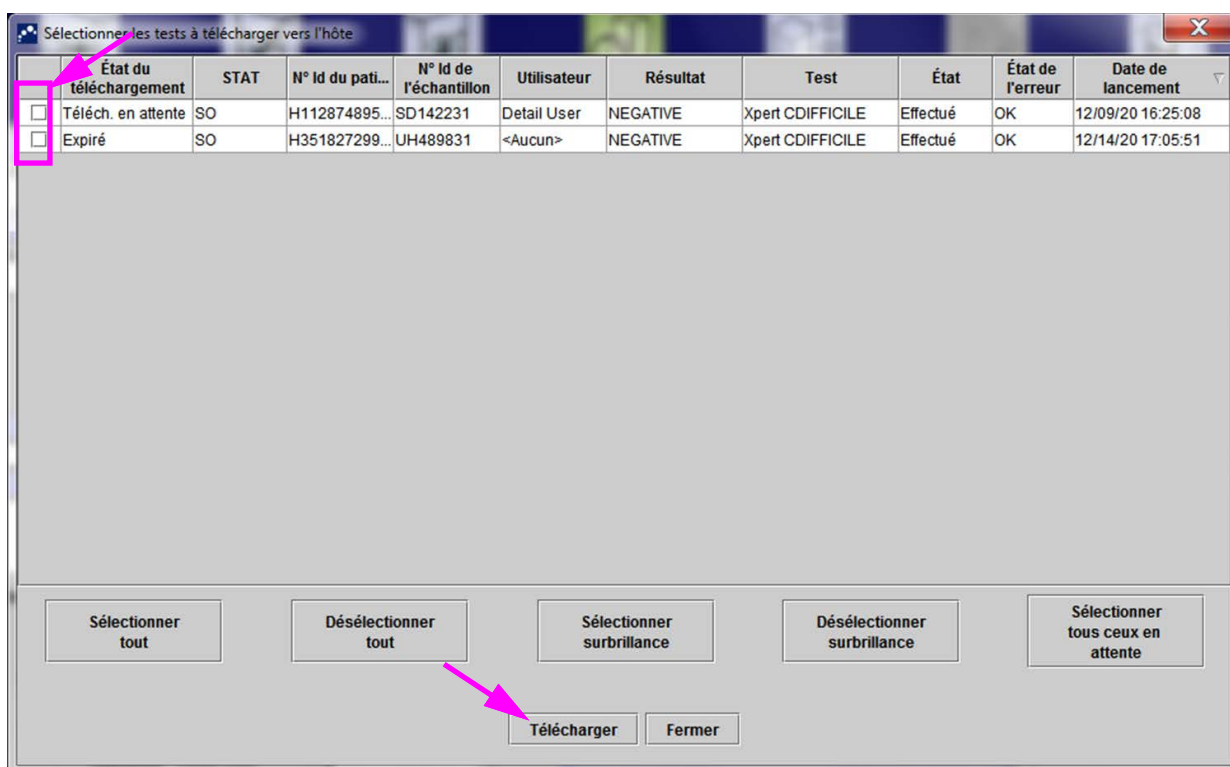 Sélectionner les tests à télécharger vers l'hôte
État du téléchargement STAT N° Id du pati... N° Id de l'échantillon Utilisateur Résultat Test État État de l'erreur Date de lancement
Téléch. en attente SO H112874895... SD142231 Detail User NEGATIVE Xpert CDIFFICILE Effectué OK 12/09/20 16:25:08
Expiré SO H351827299... UH489831 <Aucun> NEGATIVE Xpert CDIFFICILE Effectué OK 12/14/20 17:05:51
Sélectionner tout
Désélectionner tout
Sélectionner surbrillance
Désélectionner surbrillance
Sélectionner tous ceux en attente
Télécharger Fermer